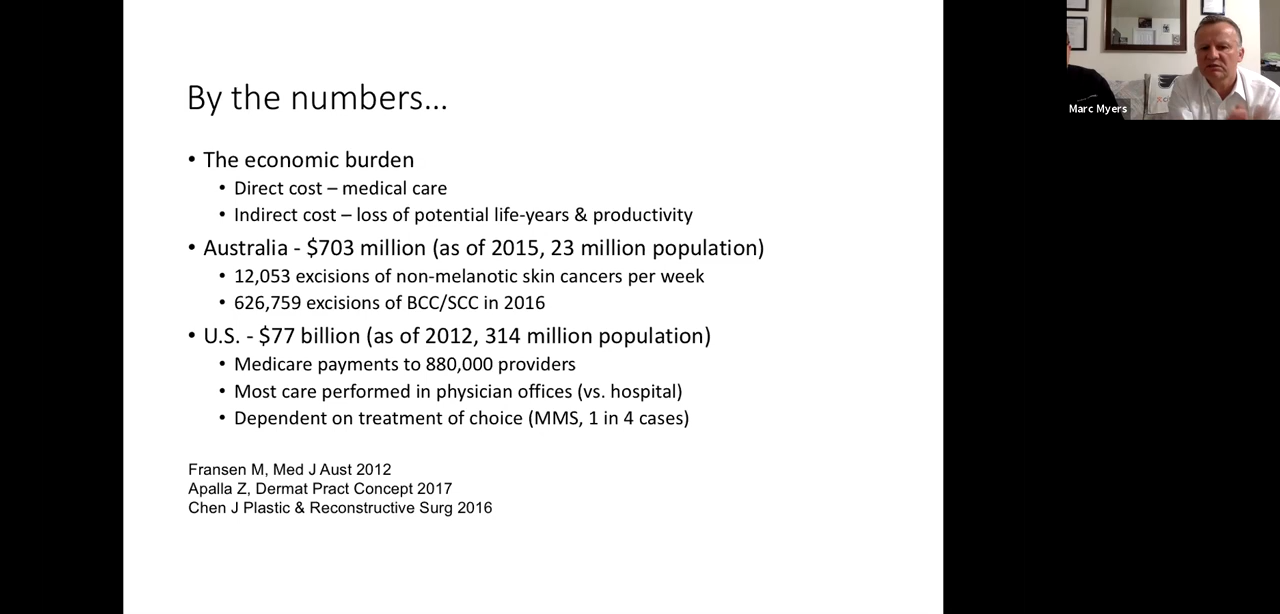 By the numbers...
• The economic burden
• Direct cost – medical care
• Indirect cost – loss of potential life-years & productivity
• Australia - $703 million (as of 2015, 23 million population)
• 12,053 excisions of non-melanotic skin cancers per week
• 626,759 excisions of BCC/SCC in 2016
• U.S. - $77 billion (as of 2012, 314 million population)
• Medicare payments to 880,000 providers
• Most care performed in physician offices (vs. hospital)
• Dependent on treatment of choice (MMS, 1 in 4 cases)
Fransen M, Med J Aust 2012
Apalla Z, Dermat Pract Concept 2017
Chen J Plastic & Reconstructive Surg 2016
Marc Myers